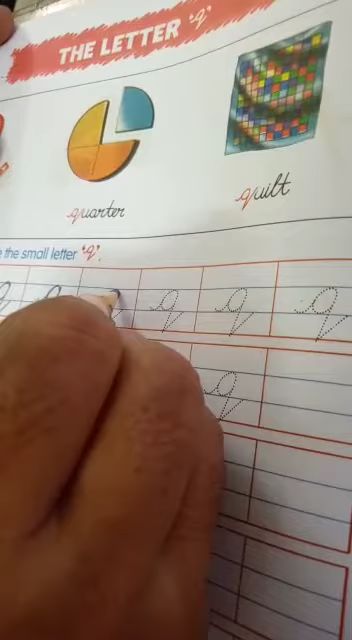 THE LETTER "q"
quarter
quilt
the small letter "q".
q q q q
q